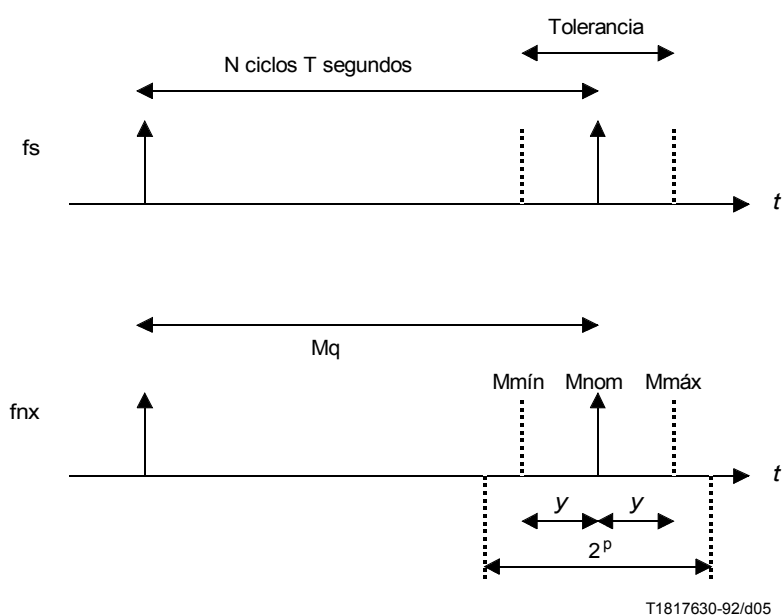 Tolerancia
N ciclos T segundos
fs
t
Mq
Mmín Mnom Mmáx
fnx
t
y y
2^p
T1817630-92/d05